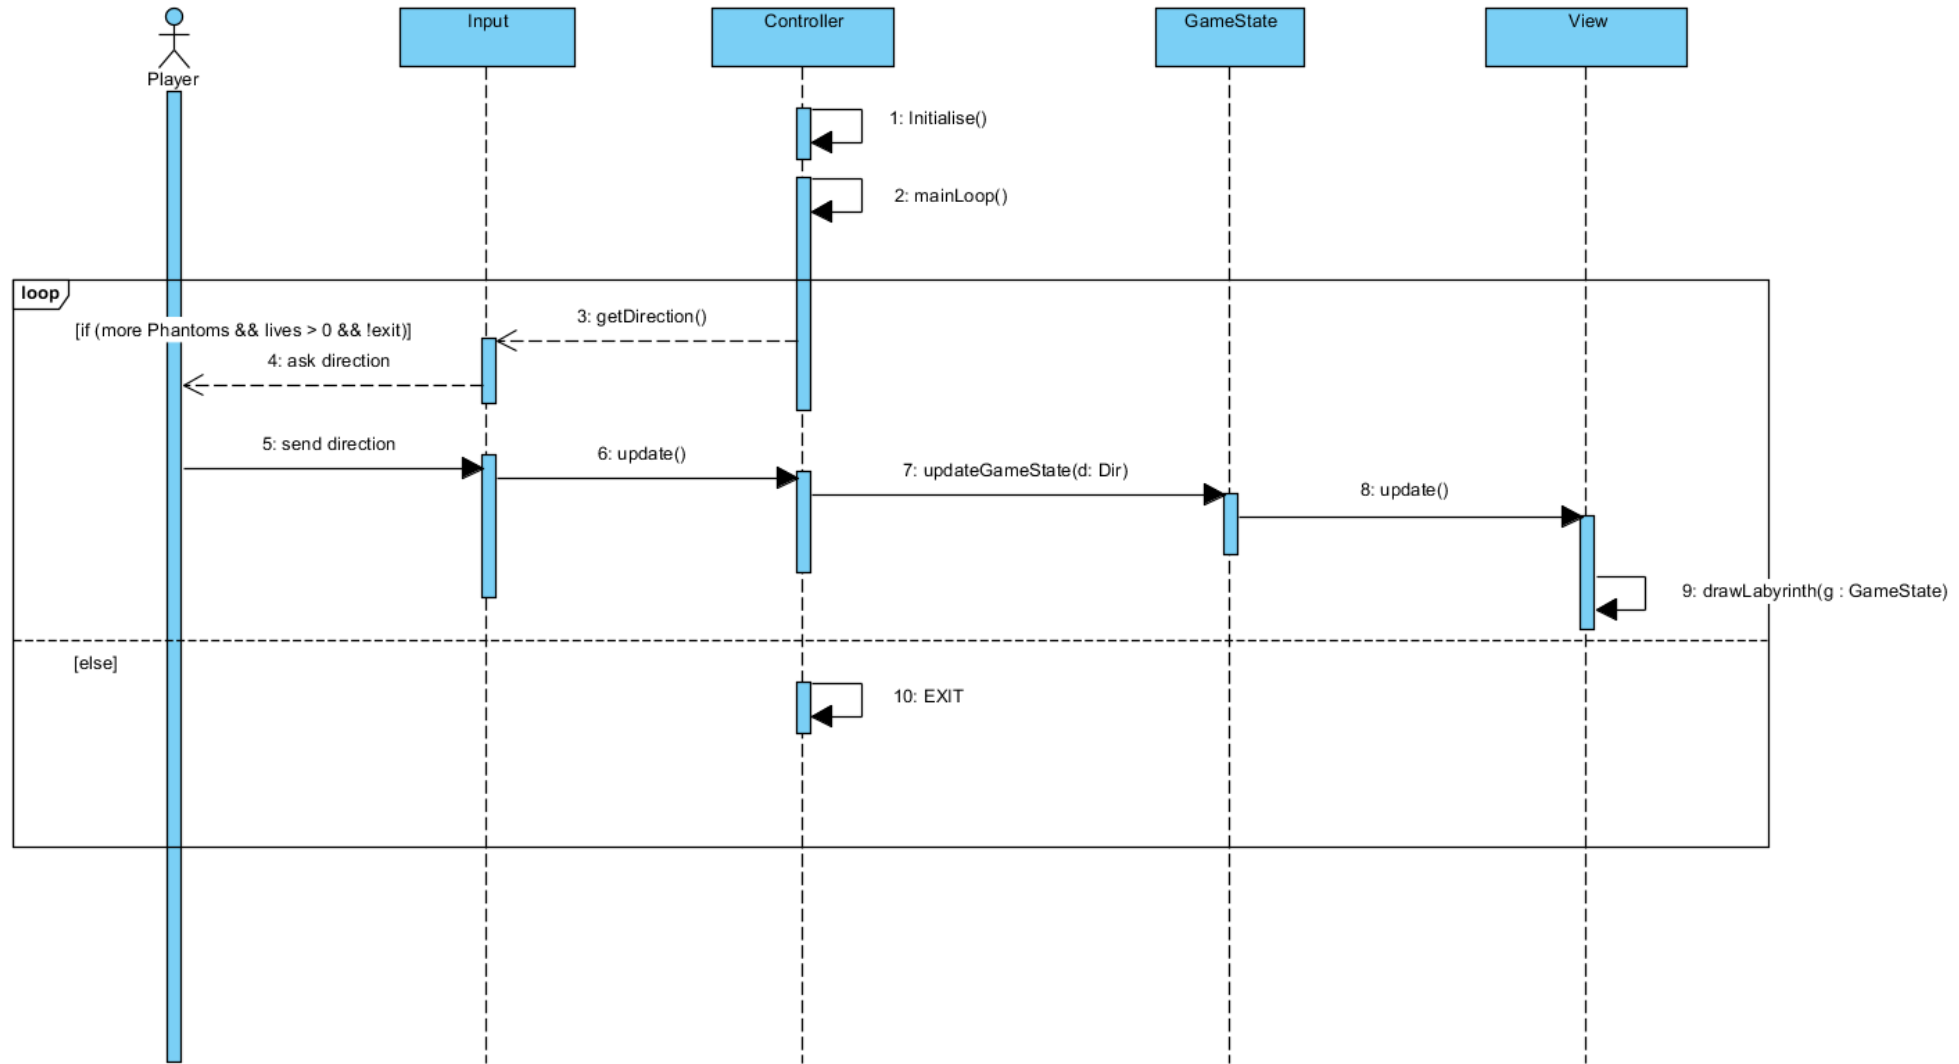 Player
Input
Controller
GameState
View
1: Initialise()
2: mainLoop()
loop
[if (more Phantoms && lives > 0 && !exit)]
3: getDirection()
4: ask direction
5: send direction
6: update()
7: updateGameState(d: Dir)
8: update()
9: drawLabyrinth(g : GameState)
[else]
10: EXIT